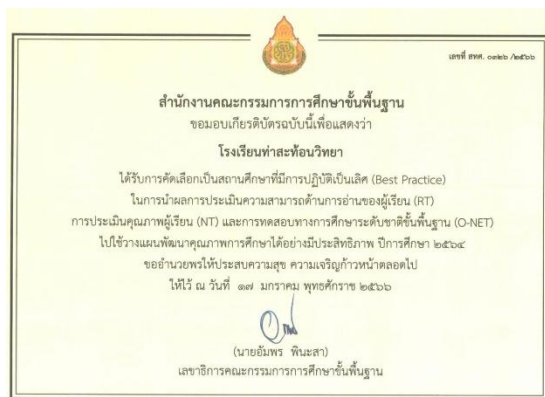 เลขที่ สทศ. ๐๓๒๖ /๒๕๖๖
สำนักงานคณะกรรมการการศึกษาขั้นพื้นฐาน
ขอมอบเกียรติบัตรฉบับนี้เพื่อแสดงว่า
โรงเรียนท่าสะท้อนวิทยา
ได้รับการคัดเลือกเป็นสถานศึกษาที่มีการปฏิบัติเป็นเลิศ (Best Practice)
ในการนำผลการประเมินความสามารถด้านการอ่านของผู้เรียน (RT)
การประเมินคุณภาพผู้เรียน (NT) และการทดสอบทางการศึกษาระดับชาติขั้นพื้นฐาน (O-NET)
ไปใช้วางแผนพัฒนาคุณภาพการศึกษาได้อย่างมีประสิทธิภาพ ปีการศึกษา ๒๕๖๔
ขออำนวยพรให้ประสบความสุข ความเจริญก้าวหน้าตลอดไป
ให้ไว้ ณ วันที่ ๑๗ มกราคม พุทธศักราช ๒๕๖๖
(นายอัมพร พินะสา)
เลขาธิการคณะกรรมการการศึกษาขั้นพื้นฐาน